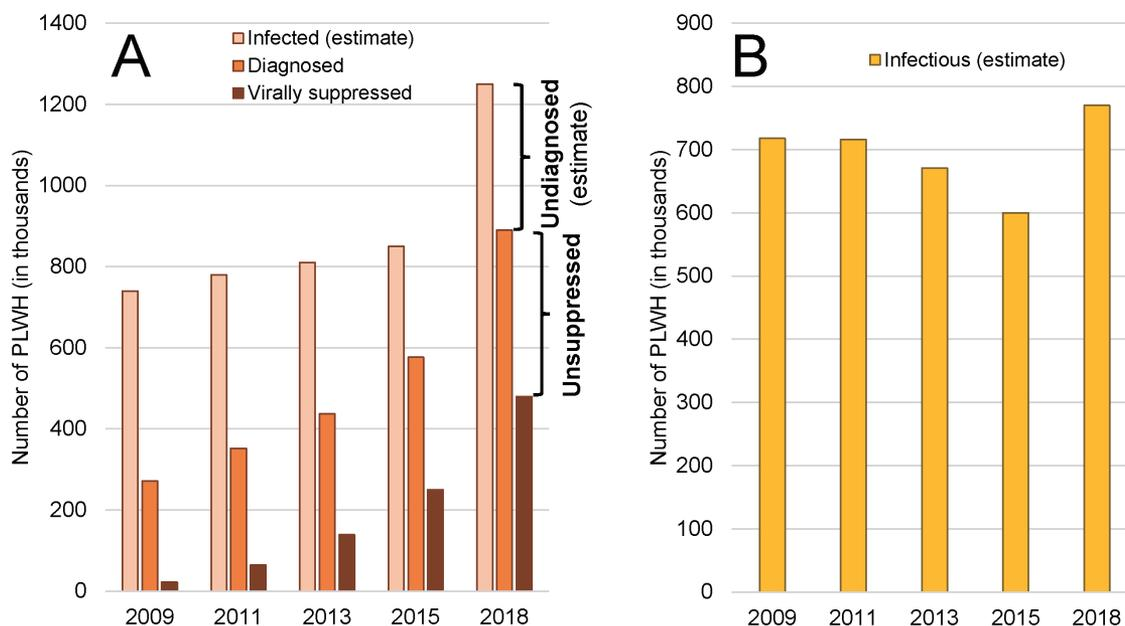 A
Infected (estimate)
Diagnosed
Virally suppressed
Number of PLWH (in thousands)
1400
1200
1000
800
600
400
200
0
2009
2011
2013
2015
2018
Undiagnosed
(estimate)
Unsuppressed
B
Infectious (estimate)
Number of PLWH (in thousands)
900
800
700
600
500
400
300
200
100
0
2009
2011
2013
2015
2018